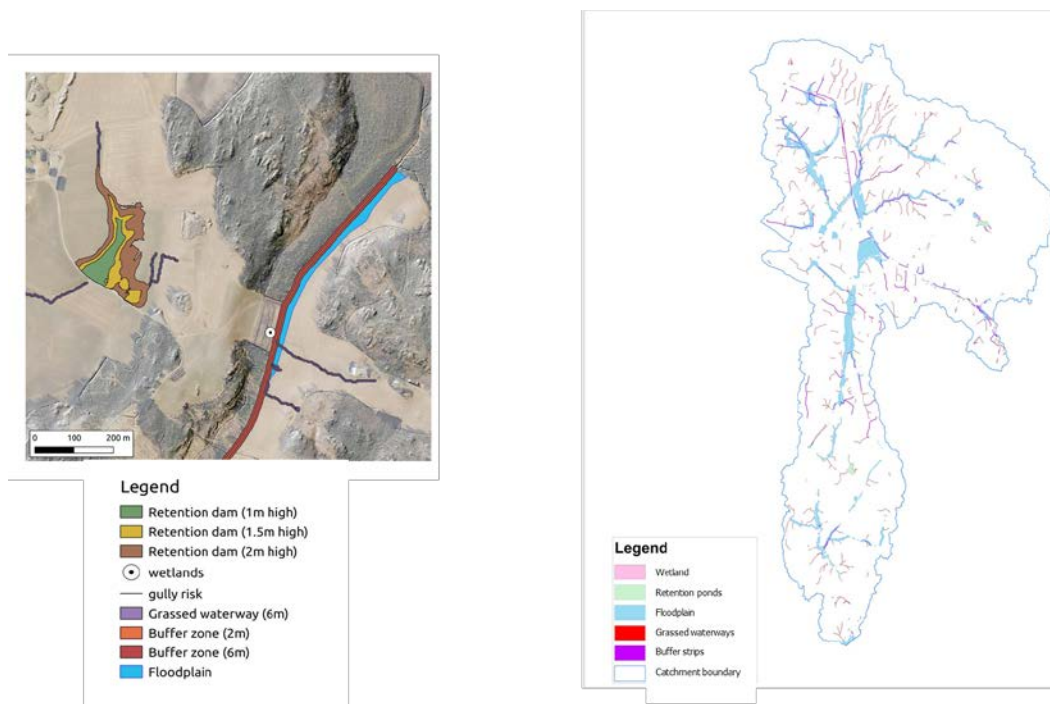 0 100 200 m
Legend
Retention dam (1m high)
Retention dam (1.5m high)
Retention dam (2m high)
wetlands
gully risk
Grassed waterway (6m)
Buffer zone (2m)
Buffer zone (6m)
Floodplain
Legend
Wetland
Retention ponds
Floodplain
Grassed waterways
Buffer strips
Catchment boundary